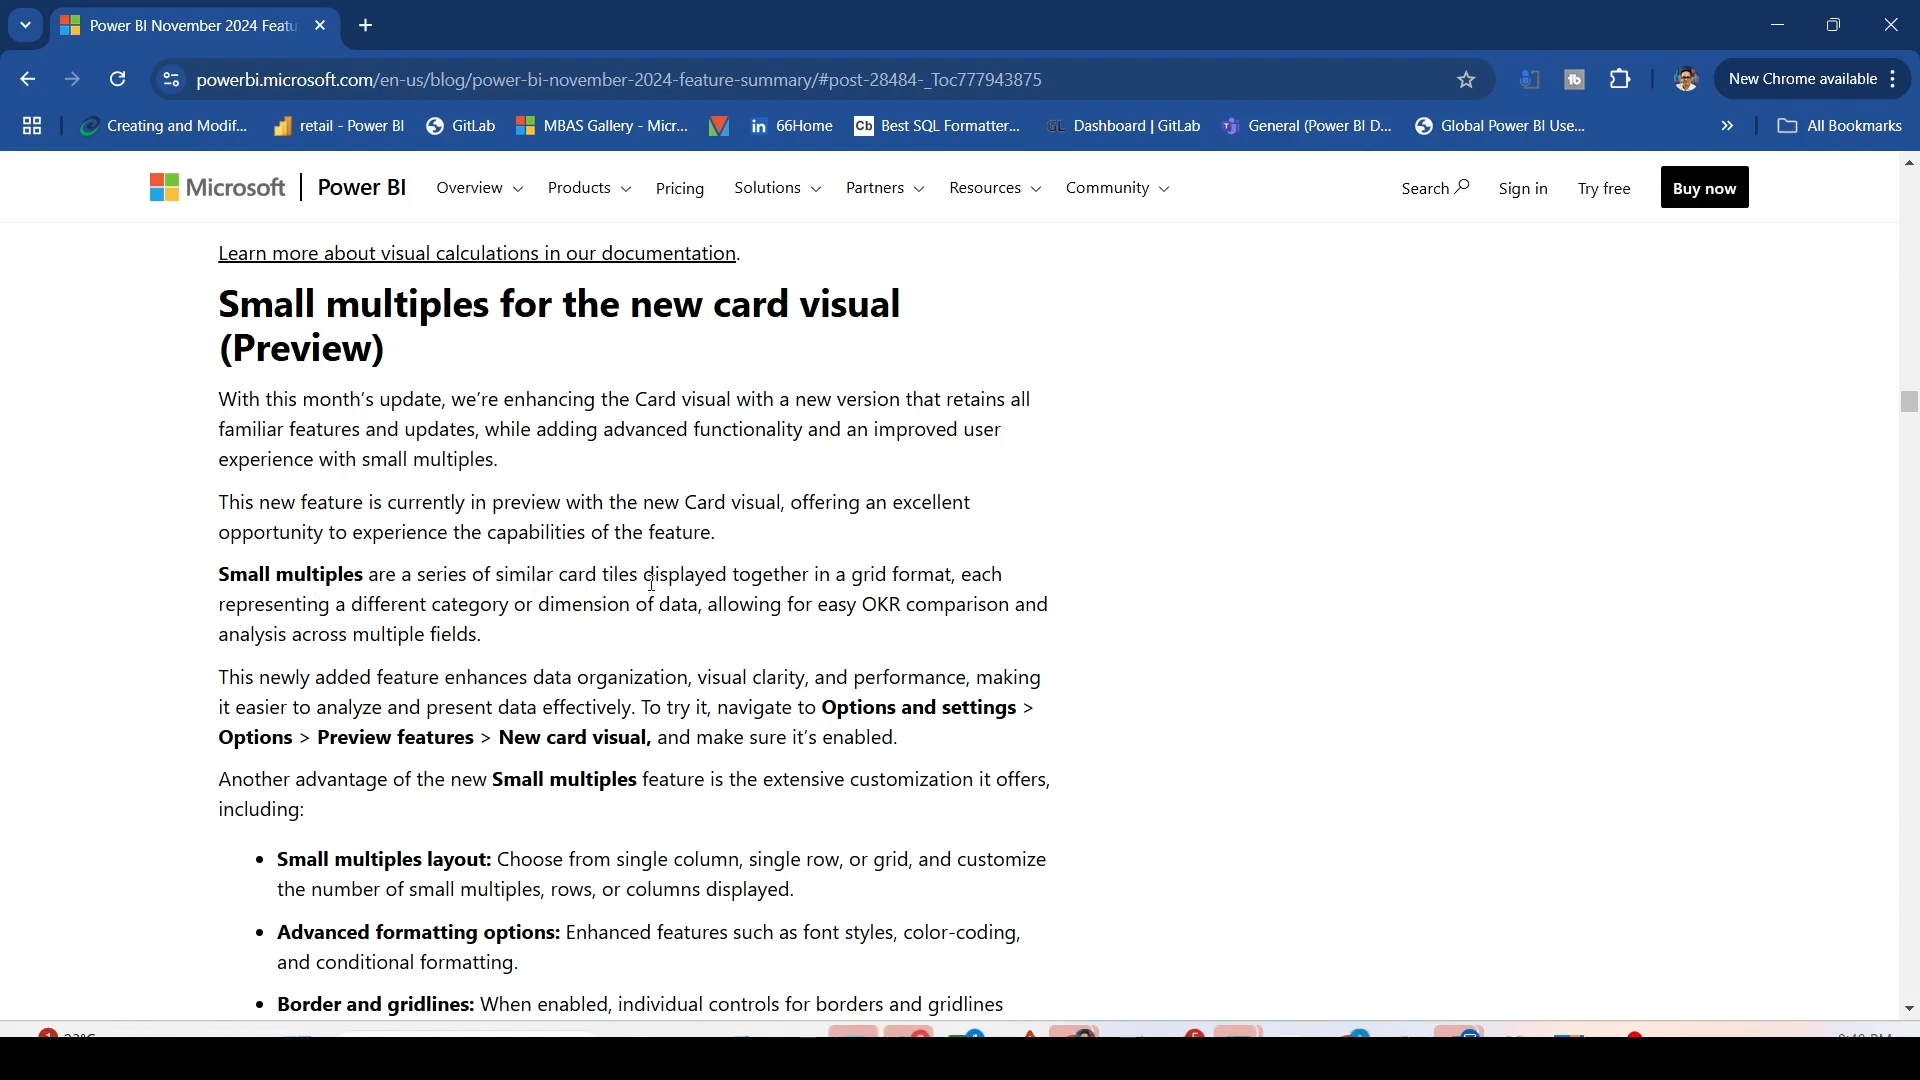 Power BI November 2024 Featu
powerbi.microsoft.com/en-us/blog/power-bi-november-2024-feature-summary/#post-28484-_Toc777943875
New Chrome available
Creating and Modif...
retail - Power BI
GitLab
MBAS Gallery - Micr...
66Home
Cb Best SQL Formatter...
GL Dashboard | GitLab
General (Power BI D...
Global Power BI Use...
All Bookmarks
Microsoft
Power BI
Overview
Products
Pricing
Solutions
Partners
Resources
Community
Search
Sign in
Try free
Buy now
Learn more about visual calculations in our documentation.
Small multiples for the new card visual
(Preview)
With this month's update, we're enhancing the Card visual with a new version that retains all
familiar features and updates, while adding advanced functionality and an improved user
experience with small multiples.
This new feature is currently in preview with the new Card visual, offering an excellent
opportunity to experience the capabilities of the feature.
Small multiples are a series of similar card tiles displayed together in a grid format, each
representing a different category or dimension of data, allowing for easy OKR comparison and
analysis across multiple fields.
This newly added feature enhances data organization, visual clarity, and performance, making
it easier to analyze and present data effectively. To try it, navigate to Options and settings >
Options > Preview features > New card visual, and make sure it's enabled.
Another advantage of the new Small multiples feature is the extensive customization it offers,
including:
• Small multiples layout: Choose from single column, single row, or grid, and customize
the number of small multiples, rows, or columns displayed.
• Advanced formatting options: Enhanced features such as font styles, color-coding,
and conditional formatting.
• Border and gridlines: When enabled, individual controls for borders and gridlines